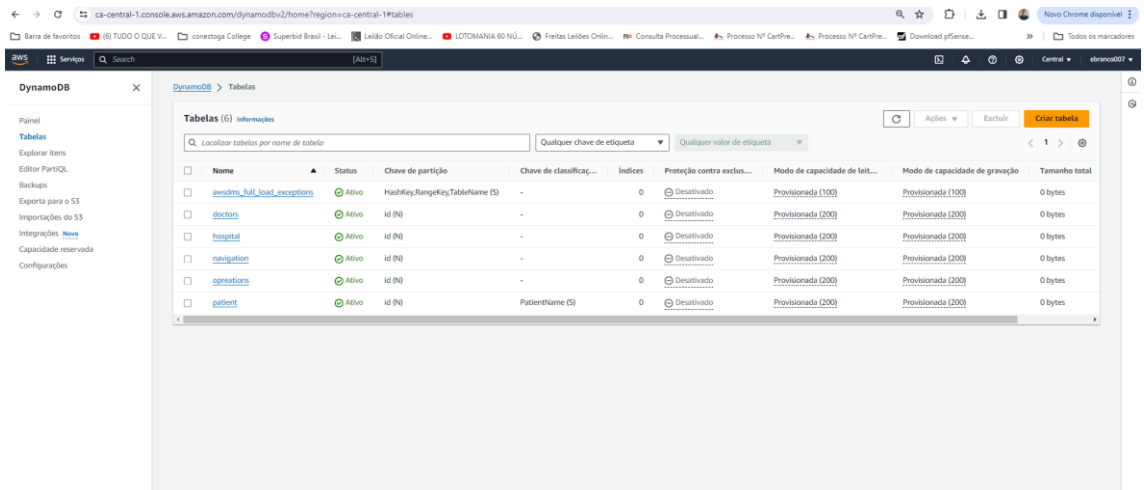 ca-central-1.console.aws.amazon.com/dynamodbv2/home?region=ca-central-1#tables
Novo Chrome disponível
Barra de favoritos (6) TUDO O QUE V... conestoga College Superbid Brasil - Lei... Leilão Oficial Online... LOTOMANIA 60 NÚ... Freitas Leilões Onlin... Consulta Processual... Processo Nº CartPre... Processo Nº CartPre... Download pfSense... » Todos os marcadores
aws Serviços Search [Alt+S] Central ebranco007
DynamoDB
DynamoDB > Tabelas
Painel
Tabelas
Explorar itens
Editor PartiQL
Backups
Exporta para o S3
Importações do S3
Integrações Novo
Capacidade reservada
Configurações
Tabelas (6) Informações
Ações Excluir Criar tabela
Localizar tabelas por nome de tabela Qualquer chave de etiqueta Qualquer valor de etiqueta < 1 >
Nome Status Chave de partição Chave de classificaç... Índices Proteção contra exclus... Modo de capacidade de leit... Modo de capacidade de gravação Tamanho total
awsdms_full_load_exceptions Ativo HashKey,RangeKey,TableName (S) - 0 Desativado Provisionada (100) Provisionada (100) 0 bytes
doctors Ativo id (N) - 0 Desativado Provisionada (200) Provisionada (200) 0 bytes
hospital Ativo id (N) - 0 Desativado Provisionada (200) Provisionada (200) 0 bytes
navigation Ativo id (N) - 0 Desativado Provisionada (200) Provisionada (200) 0 bytes
opreations Ativo id (N) - 0 Desativado Provisionada (200) Provisionada (200) 0 bytes
patient Ativo id (N) PatientName (S) 0 Desativado Provisionada (200) Provisionada (200) 0 bytes